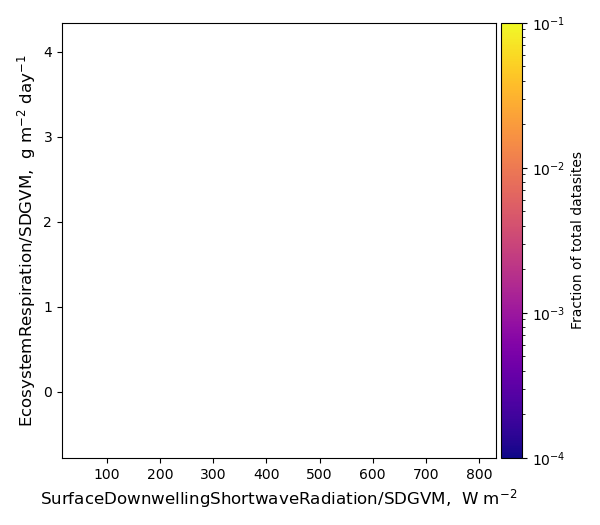 4
3
2
1
0
EcosystemRespiration/SDGVM, g m⁻² day⁻¹
100 200 300 400 500 600 700 800
SurfaceDownwellingShortwaveRadiation/SDGVM, W m⁻²
10⁻¹
10⁻²
10⁻³
10⁻⁴
Fraction of total datasites